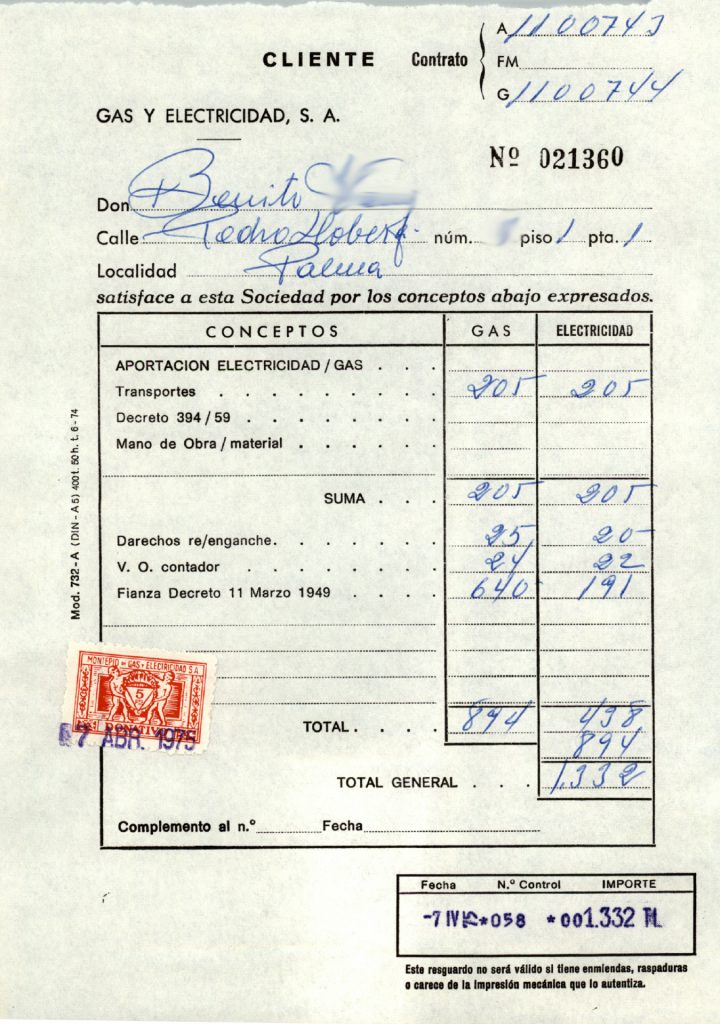 A 1100743
CLIENTE Contrato FM
G 1100744
GAS Y ELECTRICIDAD, S. A.
Nº 021360
Don Benito
Calle Pedro Llobera núm. piso 1 pta. 1
Localidad Palma
satisface a esta Sociedad por los conceptos abajo expresados.
CONCEPTOS GAS ELECTRICIDAD
APORTACION ELECTRICIDAD / GAS . . .
Transportes . . . . . . . . 205 205
Decreto 394 / 59 . . . . . . .
Mano de Obra / material . . . . .
SUMA . . . 205 205
Darechos re/enganche. . . . . . . 25 20
V. O. contador . . . . . . . 24 22
Fianza Decreto 11 Marzo 1949 . . . . 640 191
TOTAL . . . . 894 438
894
TOTAL GENERAL . . . 1.332
Complemento al n.º Fecha
Mod. 732 - A (DIN - A 5) 400 t. 50 h. t. 6 - 74
MONTEPIO DE GAS Y ELECTRICIDAD S.A.
5
7 ABR. 1975
Fecha N.º Control IMPORTE
-7 IV *058 *001.332
Este resguardo no será válido si tiene enmiendas, raspaduras
o carece de la impresión mecánica que lo autentiza.